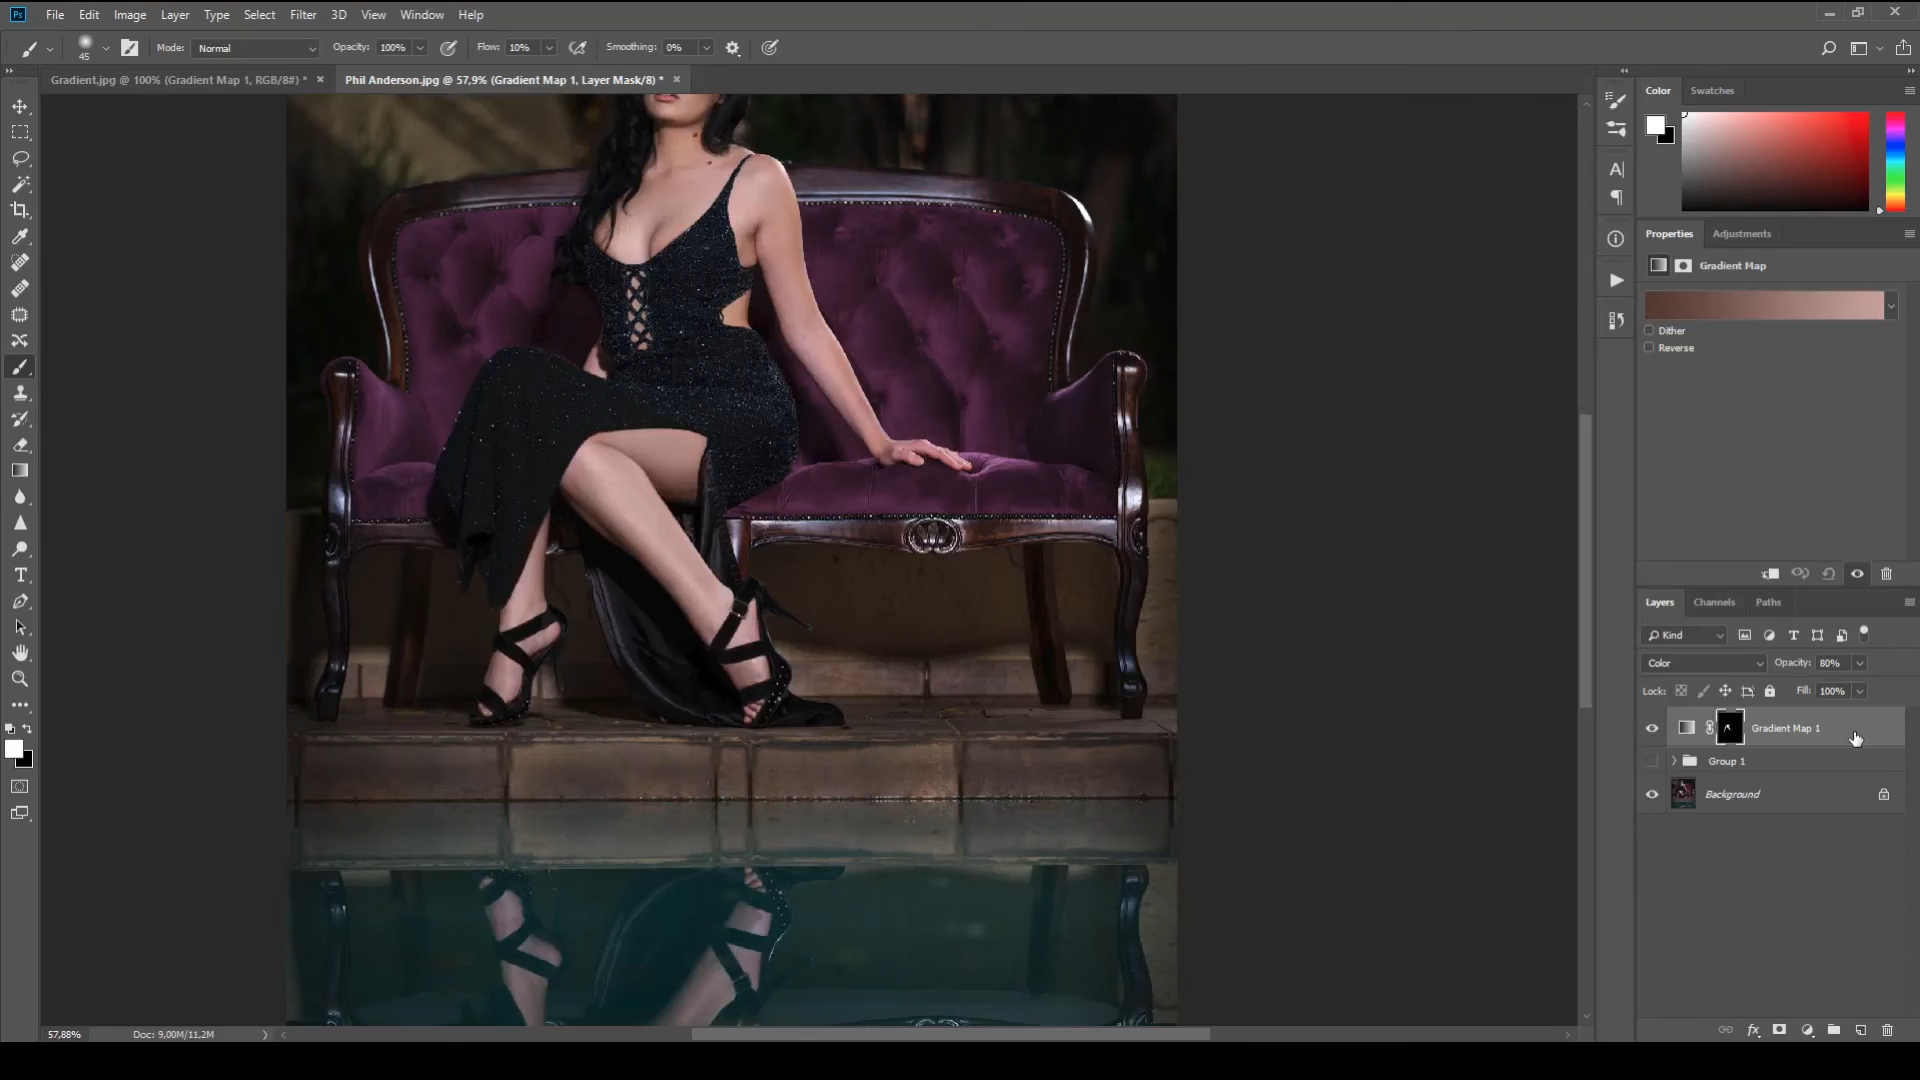 Ps File Edit Image Layer Type Select Filter 3D View Window Help
45 Mode: Normal Opacity: 100% Flow: 10% Smoothing: 0%
Gradient.jpg @ 100% (Gradient Map 1, RGB/8#) * × Phil Anderson.jpg @ 57,9% (Gradient Map 1, Layer Mask/8) * ×
Color Swatches
Properties Adjustments
Gradient Map
Dither
Reverse
Layers Channels Paths
Kind
Color Opacity: 80%
Lock: Fill: 100%
Gradient Map 1
Group 1
Background
fx
57,88% Doc: 9,00M/11,2M